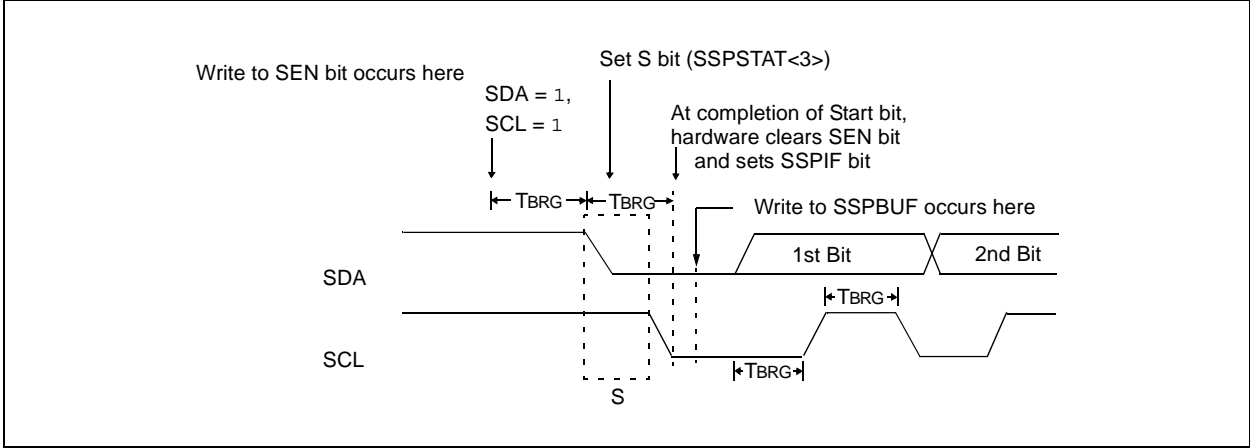 Set S bit (SSPSTAT<3>)
Write to SEN bit occurs here
SDA = 1,
SCL = 1
At completion of Start bit,
hardware clears SEN bit
and sets SSPIF bit
TBRG
TBRG
Write to SSPBUF occurs here
SDA
1st Bit
2nd Bit
TBRG
SCL
TBRG
S